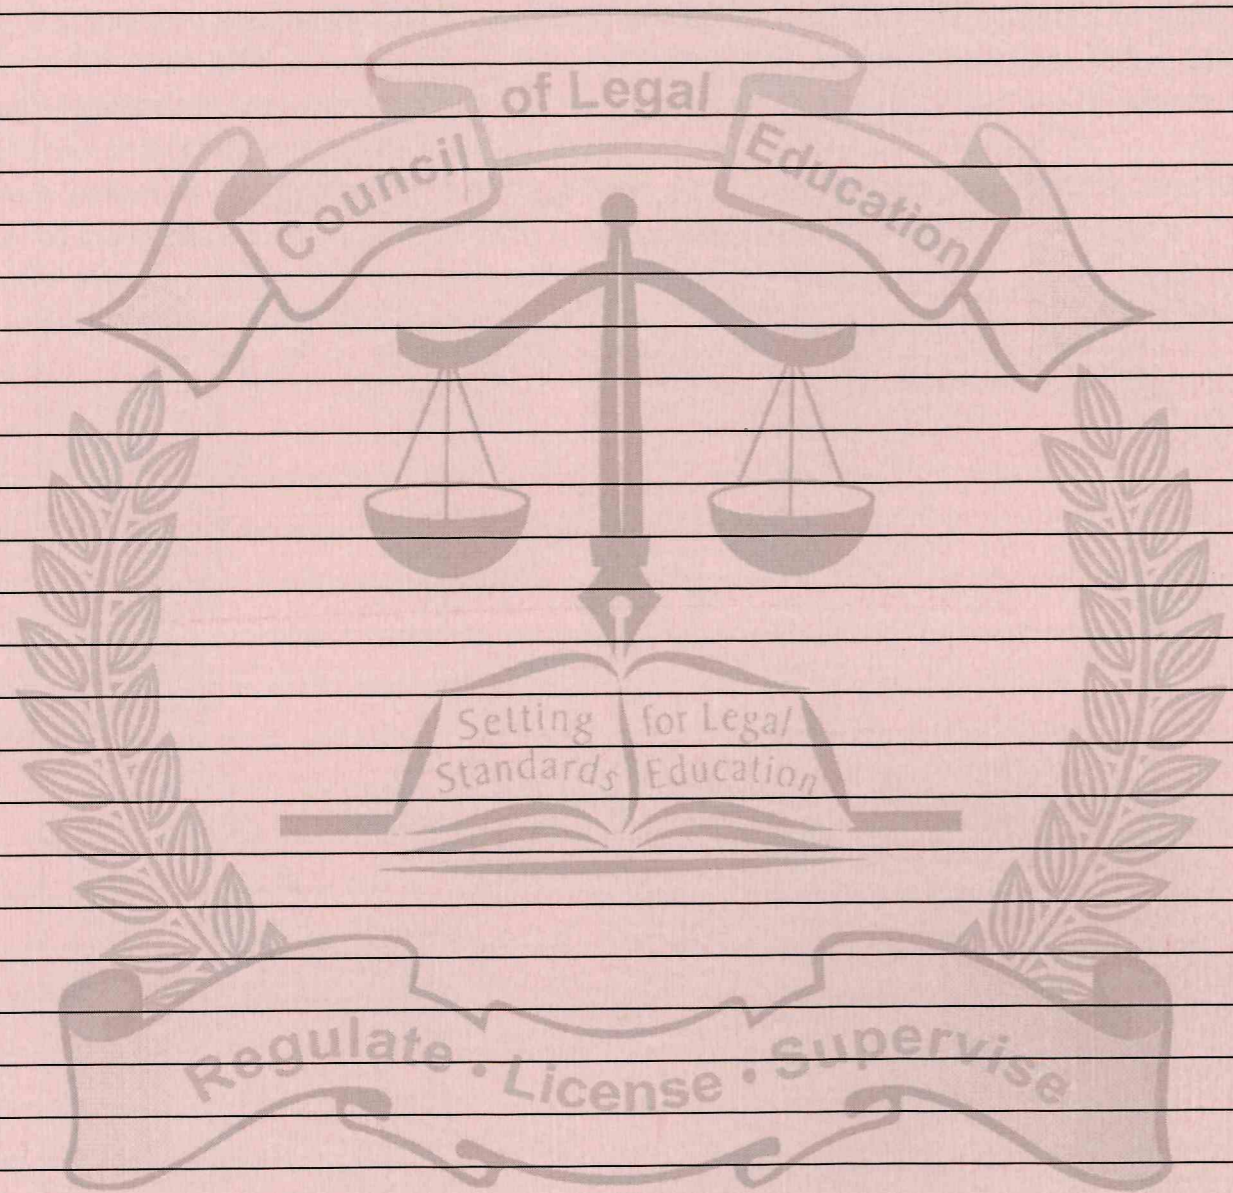 Council of Legal Education
Setting for Legal
Standards Education
Regulate • License • Supervise